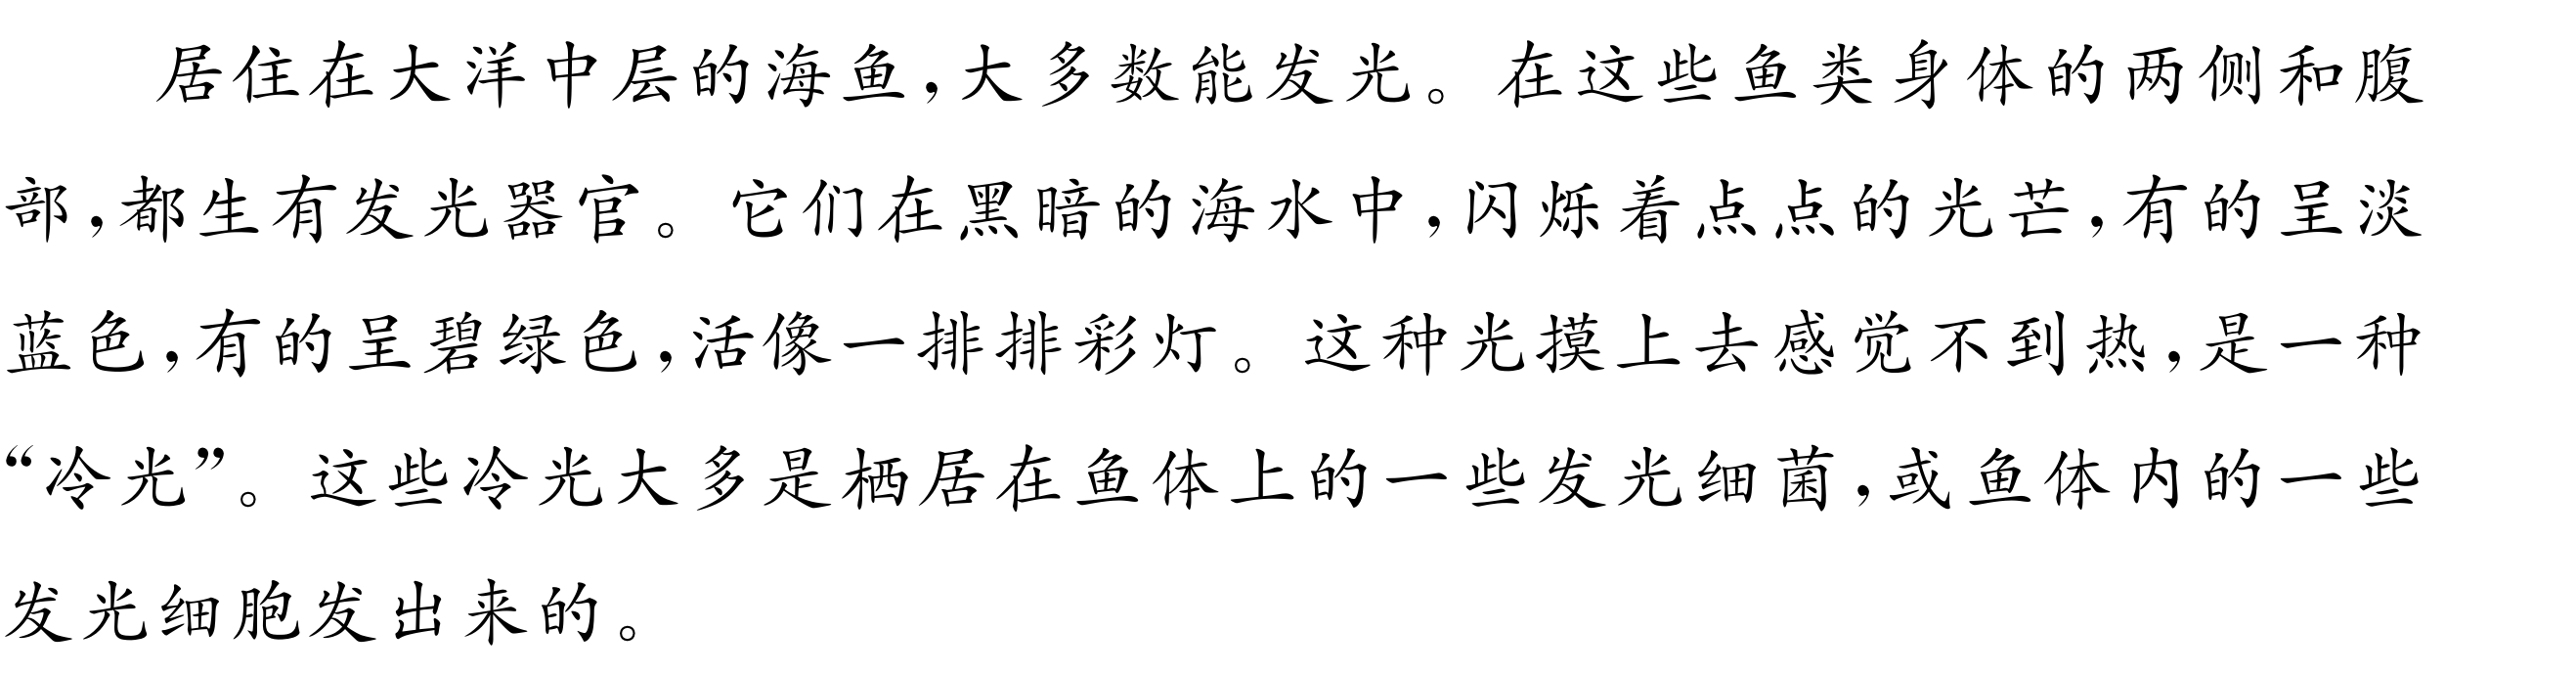 居住在大洋中层的海鱼,大多数能发光。在这些鱼类身体的两侧和腹
部,都生有发光器官。它们在黑暗的海水中,闪烁着点点的光芒,有的呈淡
蓝色,有的呈碧绿色,活像一排排彩灯。这种光摸上去感觉不到热,是一种
“冷光”。这些冷光大多是栖居在鱼体上的一些发光细菌,或鱼体内的一些
发光细胞发出来的。